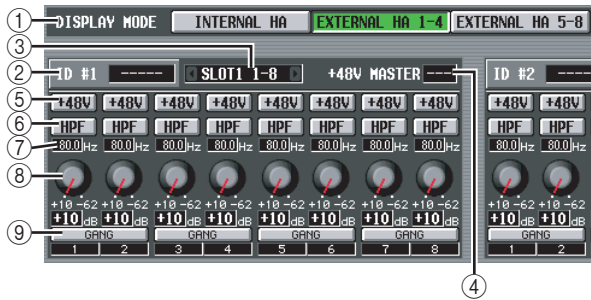 ① DISPLAY MODE INTERNAL HA EXTERNAL HA 1-4 EXTERNAL HA 5-8
③
② ID #1 ----- SLOT1 1-8 +48V MASTER --- ID #2 -----
⑤ +48V +48V +48V +48V +48V +48V +48V +48V +48V +48V
⑥ HPF HPF HPF HPF HPF HPF HPF HPF HPF HPF
⑦ 80.0 Hz 80.0 Hz 80.0 Hz 80.0 Hz 80.0 Hz 80.0 Hz 80.0 Hz 80.0 Hz 80.0 Hz 80.0 Hz
⑧
+10 -62 +10 -62 +10 -62 +10 -62 +10 -62 +10 -62 +10 -62 +10 -62 +10 -62 +10 -62
+10 dB +10 dB +10 dB +10 dB +10 dB +10 dB +10 dB +10 dB +10 dB +10 dB
⑨ GANG GANG GANG GANG GANG
1 2 3 4 5 6 7 8 1 2
④